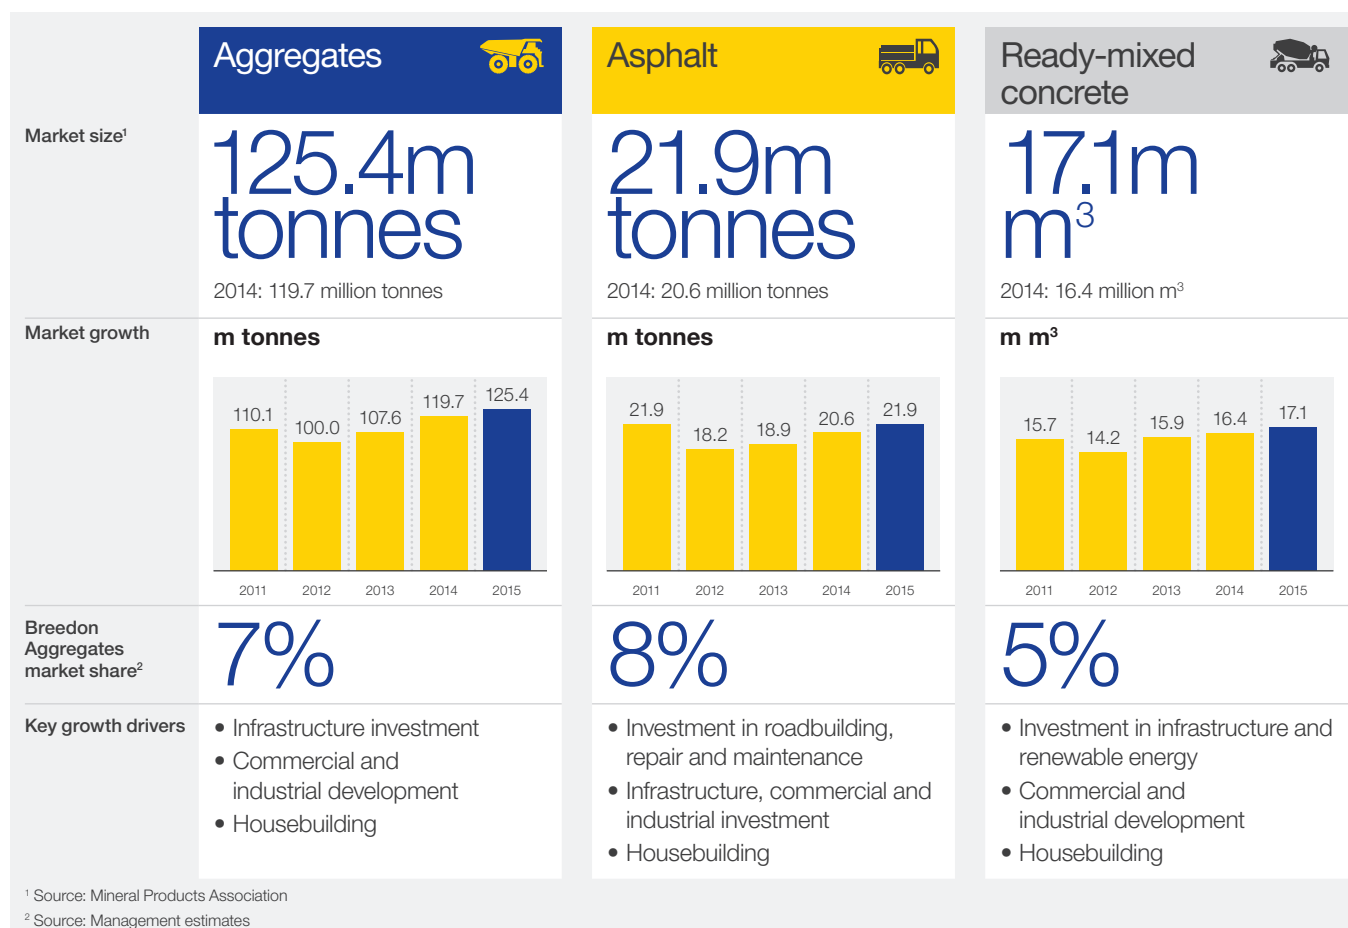 Aggregates
Asphalt
Ready-mixed
concrete
Market size¹
125.4m
tonnes
2014: 119.7 million tonnes
21.9m
tonnes
2014: 20.6 million tonnes
17.1m
m³
2014: 16.4 million m³
Market growth
m tonnes
110.1
100.0
107.6
119.7
125.4
2011
2012
2013
2014
2015
m tonnes
21.9
18.2
18.9
20.6
21.9
2011
2012
2013
2014
2015
m m³
15.7
14.2
15.9
16.4
17.1
2011
2012
2013
2014
2015
Breedon
Aggregates
market share²
7%
8%
5%
Key growth drivers
• Infrastructure investment
• Commercial and
industrial development
• Housebuilding
• Investment in roadbuilding,
repair and maintenance
• Infrastructure, commercial and
industrial investment
• Housebuilding
• Investment in infrastructure and
renewable energy
• Commercial and
industrial development
• Housebuilding
¹ Source: Mineral Products Association
² Source: Management estimates